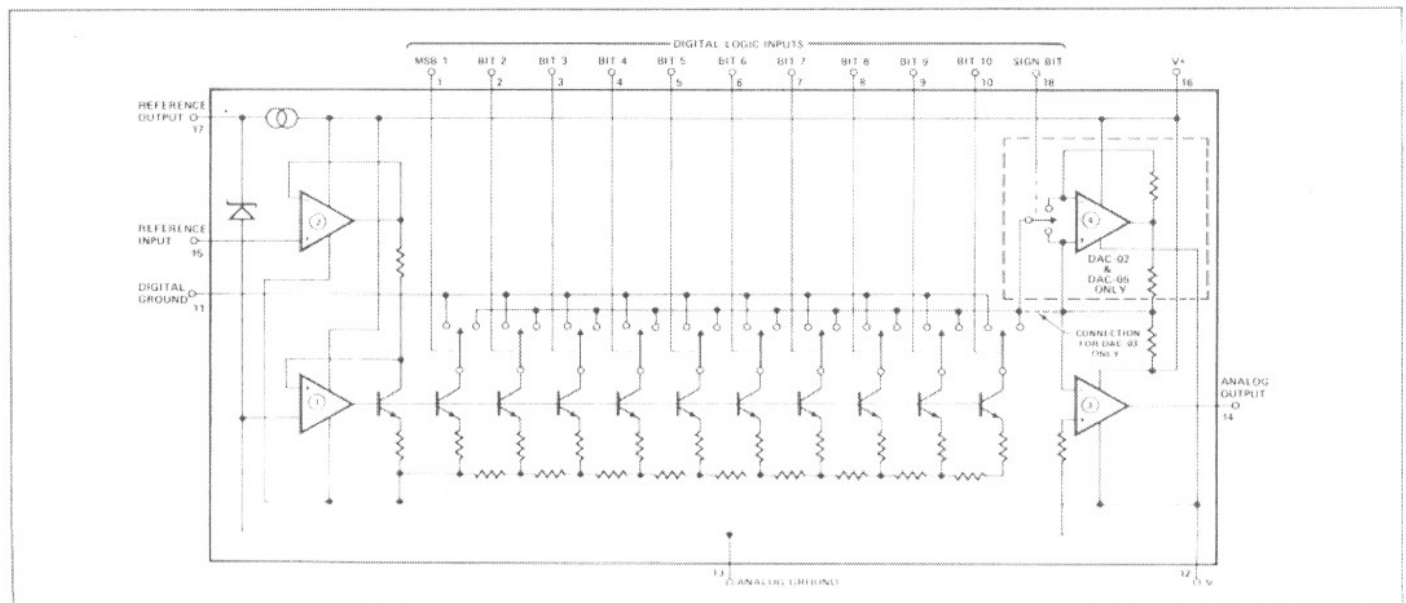 DIGITAL LOGIC INPUTS
MSB 1 BIT 2 BIT 3 BIT 4 BIT 5 BIT 6 BIT 7 BIT 8 BIT 9 BIT 10 SIGN BIT V+
1 2 3 4 5 6 7 8 9 10 18 16
REFERENCE
OUTPUT
17
2
4
REFERENCE
INPUT
15
DAC-02
&
DAC-05
ONLY
DIGITAL
GROUND
11
CONNECTION
FOR DAC-03
ONLY
1
3
ANALOG
OUTPUT
14
13
ANALOG GROUND
12